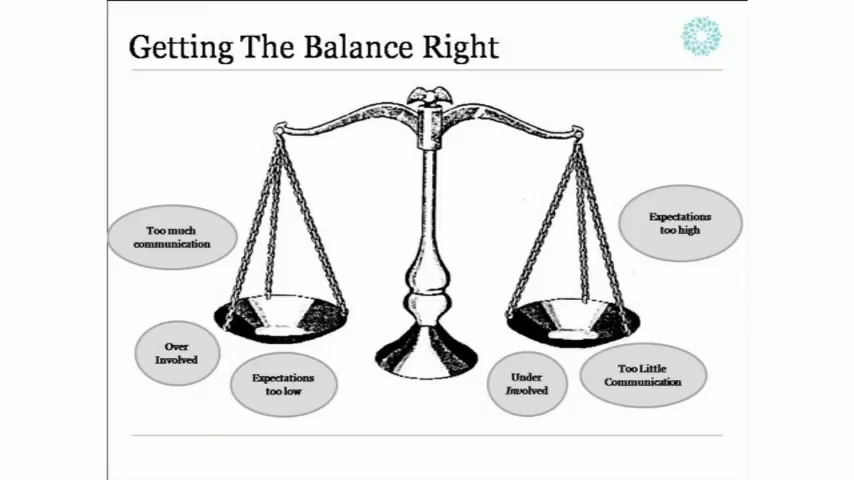 Getting The Balance Right
Too much
communication
Over
Involved
Expectations
too low
Expectations
too high
Under
Involved
Too Little
Communication